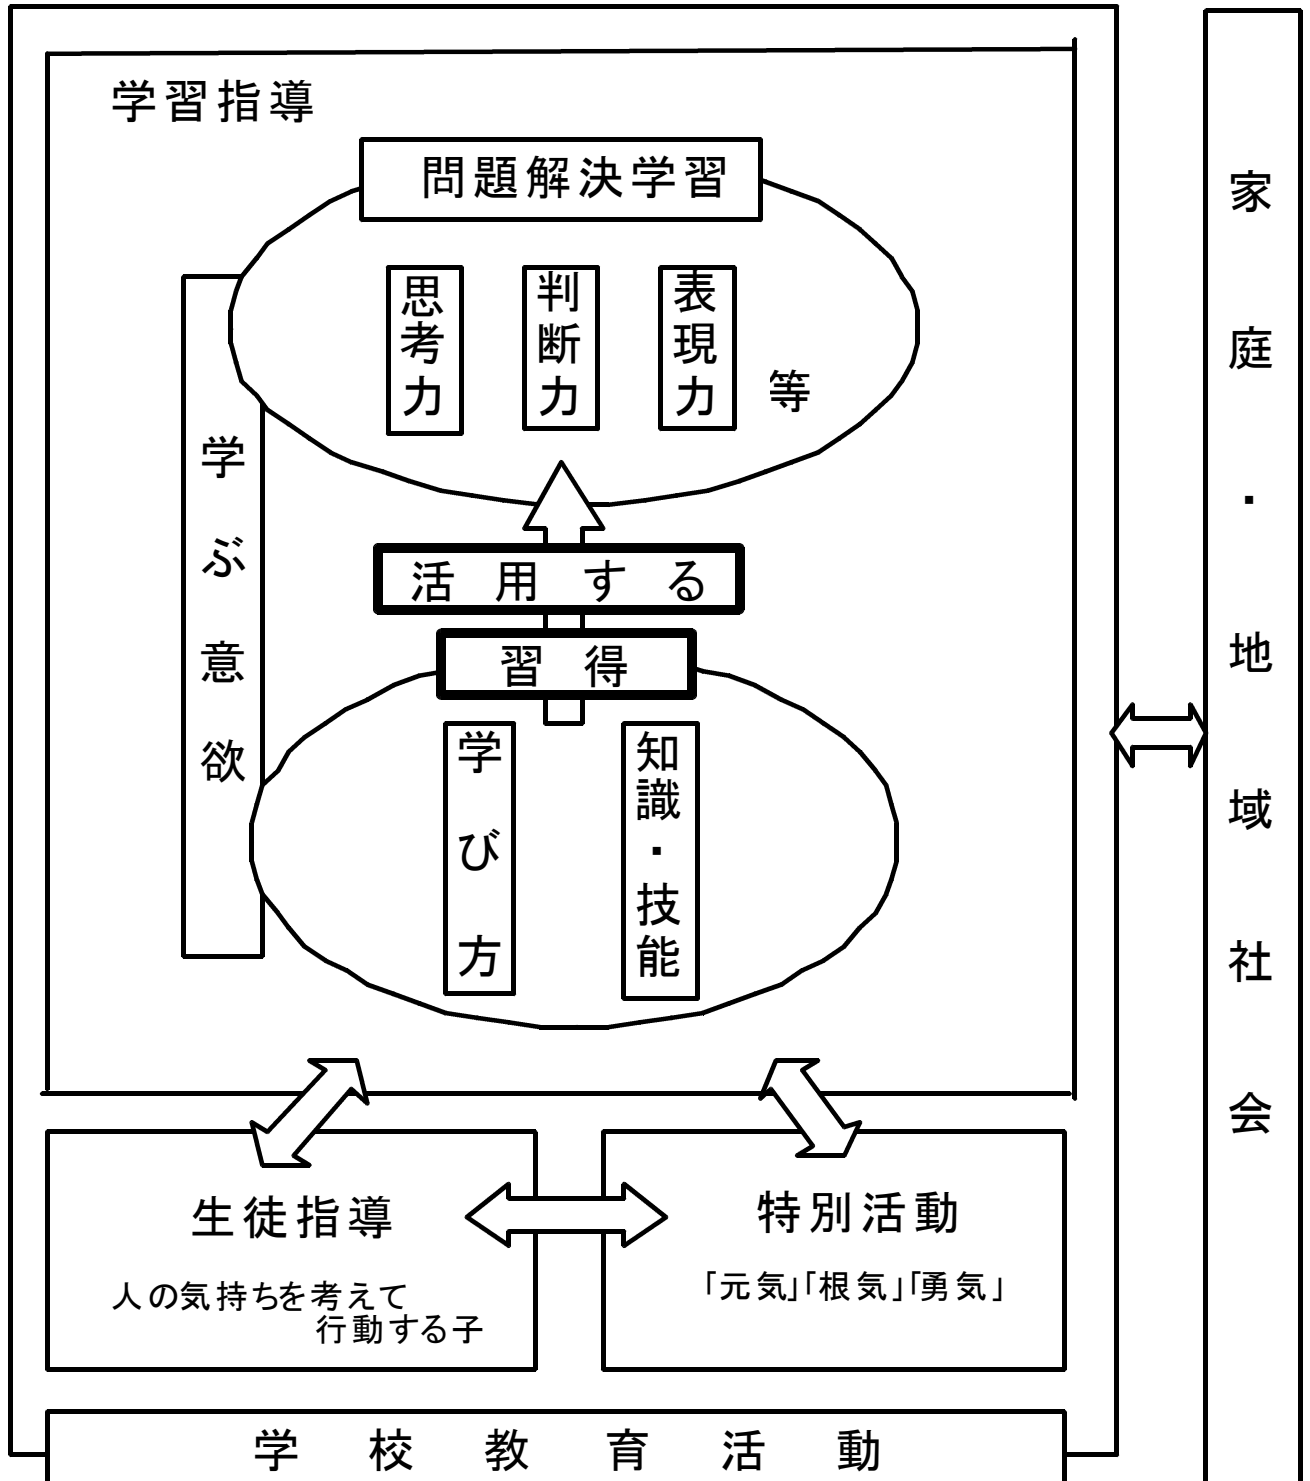 学習指導
問題解決学習
思考力
判断力
表現力
等
学ぶ意欲
活用する
習得
学び方
知識・技能
生徒指導
人の気持ちを考えて
行動する子
特別活動
「元気」「根気」「勇気」
学校教育活動
家庭・地域社会